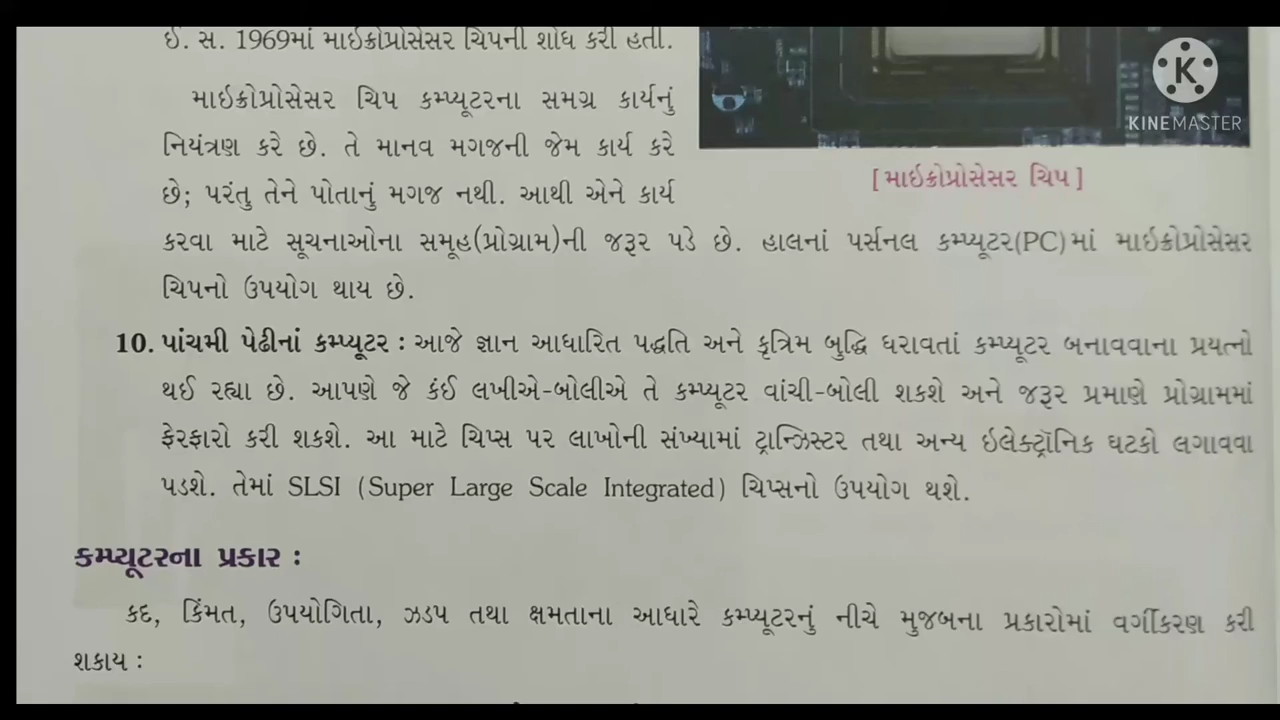 ઈ. સ. 1969માં માઇક્રોપ્રોસેસર ચિપની શોધ કરી હતી.
માઇક્રોપ્રોસેસર ચિપ કમ્પ્યૂટરના સમગ્ર કાર્યનું
નિયંત્રણ કરે છે. તે માનવ મગજની જેમ કાર્ય કરે
છે; પરંતુ તેને પોતાનું મગજ નથી. આથી એને કાર્ય
કરવા માટે સૂચનાઓના સમૂહ(પ્રોગ્રામ)ની જરૂર પડે છે. હાલનાં પર્સનલ કમ્પ્યૂટર(PC)માં માઇક્રોપ્રોસેસર
ચિપનો ઉપયોગ થાય છે.
KINEMASTER
[માઇક્રોપ્રોસેસર ચિપ]
10. પાંચમી પેઢીનાં કમ્પ્યૂટર : આજે જ્ઞાન આધારિત પદ્ધતિ અને કૃત્રિમ બુદ્ધિ ધરાવતાં કમ્પ્યૂટર બનાવવાના પ્રયત્નો
થઈ રહ્યા છે. આપણે જે કંઈ લખીએ-બોલીએ તે કમ્પ્યૂટર વાંચી-બોલી શકશે અને જરૂર પ્રમાણે પ્રોગ્રામમાં
ફેરફારો કરી શકશે. આ માટે ચિપ્સ પર લાખોની સંખ્યામાં ટ્રાન્ઝિસ્ટર તથા અન્ય ઇલેક્ટ્રૉનિક ઘટકો લગાવવા
પડશે. તેમાં SLSI (Super Large Scale Integrated) ચિપ્સનો ઉપયોગ થશે.
કમ્પ્યૂટરના પ્રકાર :
કદ, કિંમત, ઉપયોગિતા, ઝડપ તથા ક્ષમતાના આધારે કમ્પ્યૂટરનું નીચે મુજબના પ્રકારોમાં વર્ગીકરણ કરી
શકાય :